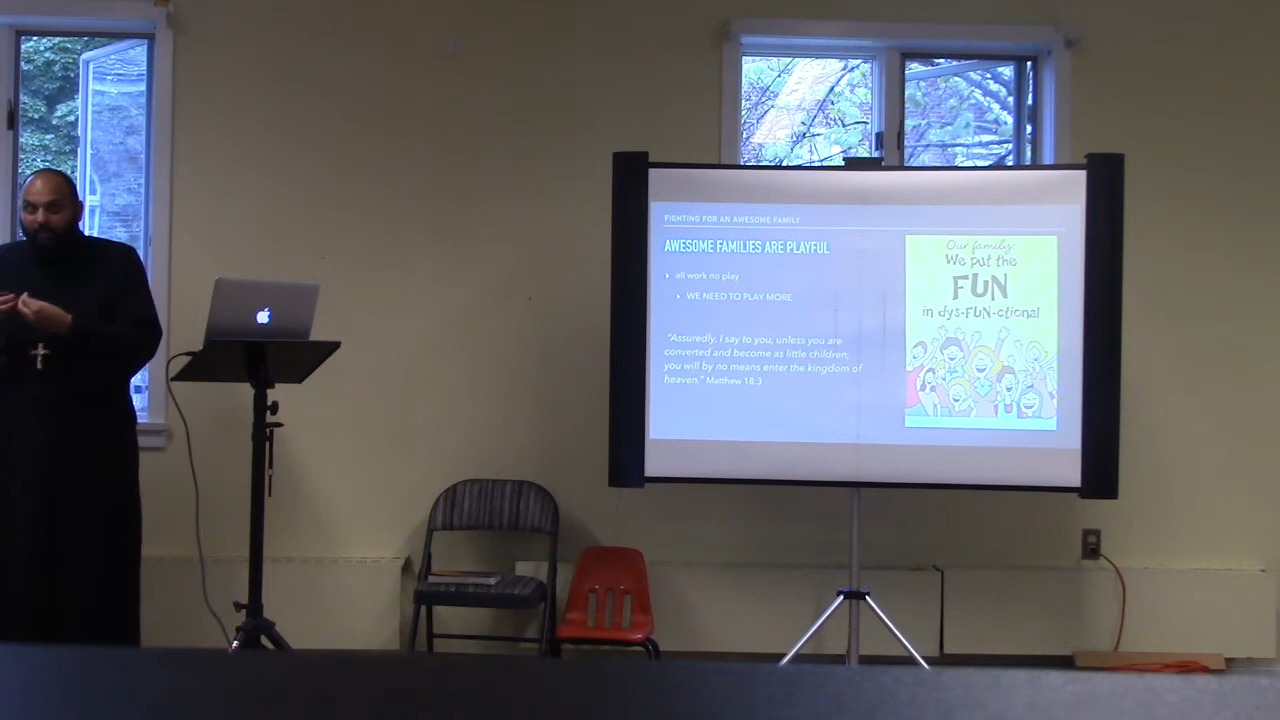 FIGHTING FOR AN AWESOME FAMILY
AWESOME FAMILIES ARE PLAYFUL
all work no play
WE NEED TO PLAY MORE
"Assuredly, I say to you, unless you are
converted and become as little children,
you will by no means enter the kingdom of
heaven." Matthew 18:3
Our family:
We put the
FUN
in dys-FUN-ctional